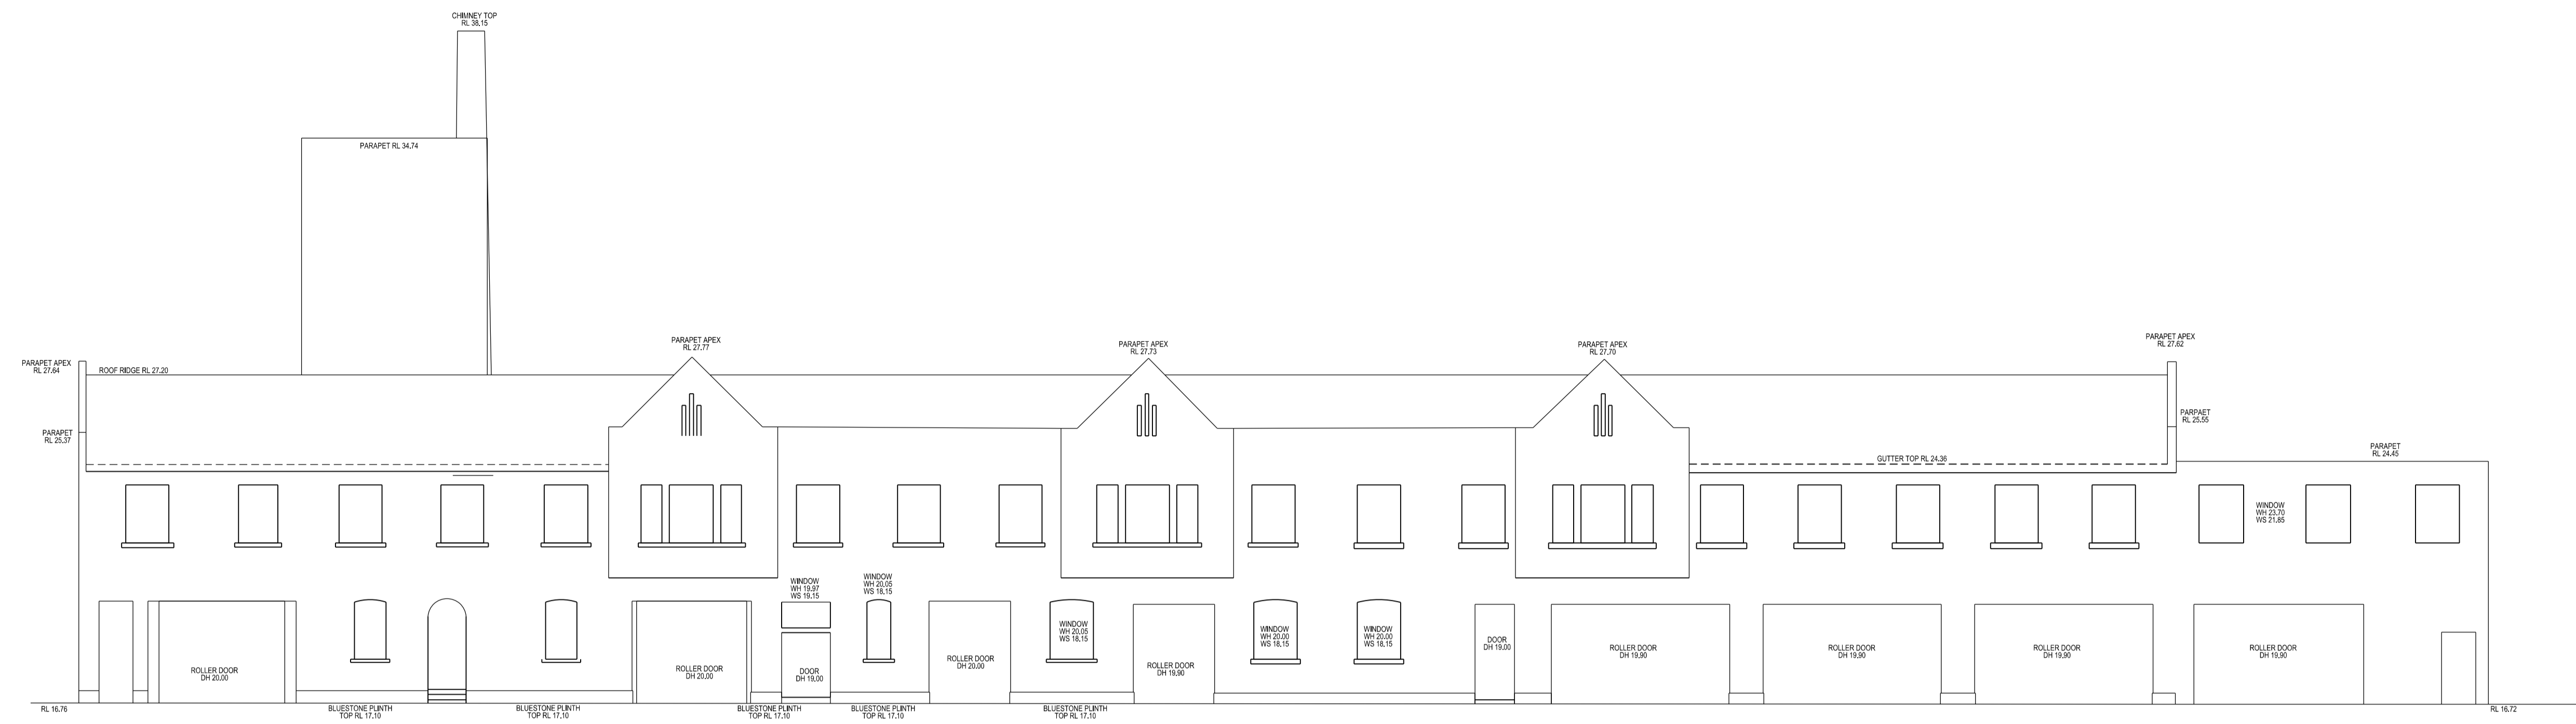 CHIMNEY TOP
RL 38.15
PARAPET RL 34.74
PARAPET APEX
RL 27.64
ROOF RIDGE RL 27.20
PARAPET APEX
RL 27.77
PARAPET APEX
RL 27.73
PARAPET APEX
RL 27.70
PARAPET APEX
RL 27.62
PARAPET
RL 25.37
PARPAET
RL 25.55
GUTTER TOP RL 24.36
PARAPET
RL 24.45
WINDOW
WH 23.70
WS 21.85
WINDOW
WH 19.97
WS 19.15
WINDOW
WH 20.05
WS 18.15
WINDOW
WH 20.05
WS 18.15
WINDOW
WH 20.00
WS 18.15
WINDOW
WH 20.00
WS 18.15
ROLLER DOOR
DH 20.00
ROLLER DOOR
DH 20.00
DOOR
DH 19.00
ROLLER DOOR
DH 20.00
ROLLER DOOR
DH 19.90
DOOR
DH 19.00
ROLLER DOOR
DH 19.90
ROLLER DOOR
DH 19.90
ROLLER DOOR
DH 19.90
ROLLER DOOR
DH 19.90
RL 16.76
BLUESTONE PLINTH
TOP RL 17.10
BLUESTONE PLINTH
TOP RL 17.10
BLUESTONE PLINTH
TOP RL 17.10
BLUESTONE PLINTH
TOP RL 17.10
BLUESTONE PLINTH
TOP RL 17.10
RL 16.72